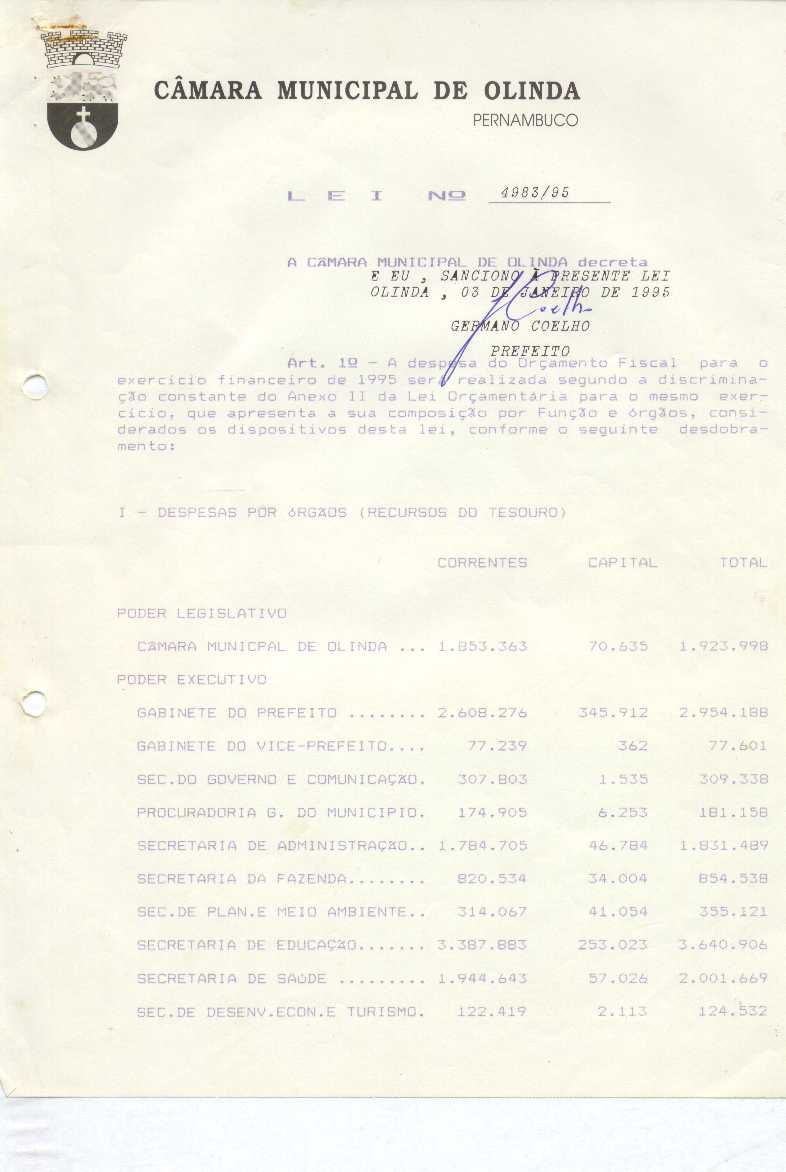 CÂMARA MUNICIPAL DE OLINDA
PERNAMBUCO
L E I Nº 4983/95
A CÂMARA MUNICIPAL DE OLINDA decreta
E EU , SANCIONO À PRESENTE LEI
OLINDA , 03 DE JANEIRO DE 1995
Coelho
GERMANO COELHO
PREFEITO
Art. 1º - A despesa do Orçamento Fiscal para o
exercício financeiro de 1995 será realizada segundo a discrimina-
ção constante do Anexo II da Lei Orçamentária para o mesmo exer-
cício, que apresenta a sua composição por Função e órgãos, consi-
derados os dispositivos desta lei, conforme o seguinte desdobra-
mento:
I - DESPESAS POR ÓRGÃOS (RECURSOS DO TESOURO)
CORRENTES CAPITAL TOTAL
PODER LEGISLATIVO
CÂMARA MUNICPAL DE OLINDA ... 1.853.363 70.635 1.923.998
PODER EXECUTIVO
GABINETE DO PREFEITO ........ 2.608.276 345.912 2.954.188
GABINETE DO VICE-PREFEITO.... 77.239 362 77.601
SEC.DO GOVERNO E COMUNICAÇÃO. 307.803 1.535 309.338
PROCURADORIA G. DO MUNICIPIO. 174.905 6.253 181.158
SECRETARIA DE ADMINISTRAÇÃO.. 1.784.705 46.784 1.831.489
SECRETARIA DA FAZENDA........ 820.534 34.004 854.538
SEC.DE PLAN.E MEIO AMBIENTE.. 314.067 41.054 355.121
SECRETARIA DE EDUCAÇÃO....... 3.387.883 253.023 3.640.906
SECRETARIA DE SAÚDE ......... 1.944.643 57.026 2.001.669
SEC.DE DESENV.ECON.E TURISMO. 122.419 2.113 124.532